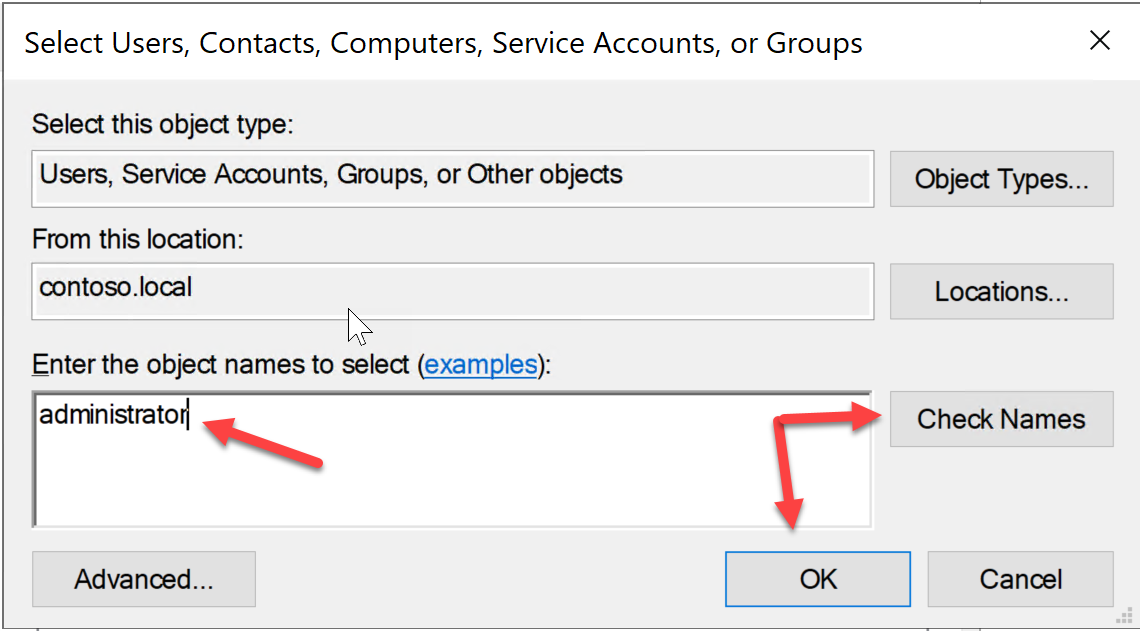 Select Users, Contacts, Computers, Service Accounts, or Groups
Select this object type:
Users, Service Accounts, Groups, or Other objects
Object Types...
From this location:
contoso.local
Locations...
Enter the object names to select (examples):
administrator
Check Names
Advanced...
OK
Cancel